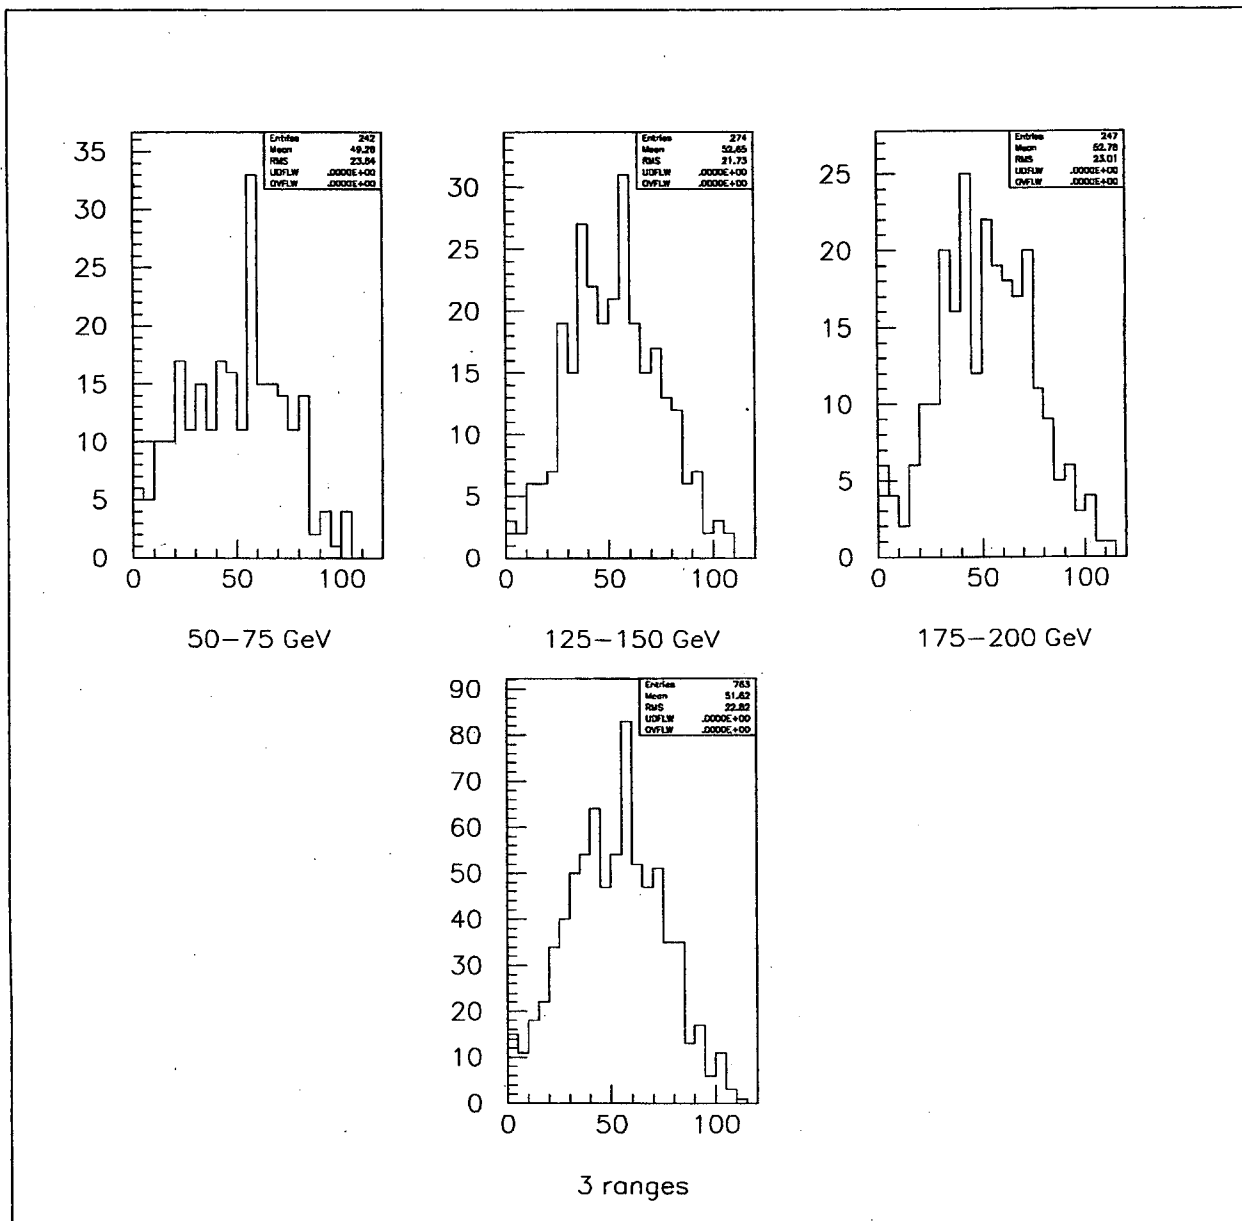 Entries 242
Mean 49.28
RMS 23.84
UDFLW .0000E+00
OVFLW .0000E+00
35
30
25
20
15
10
5
0
0 50 100
50-75 GeV
Entries 274
Mean 52.65
RMS 21.73
UDFLW .0000E+00
OVFLW .0000E+00
30
25
20
15
10
5
0
0 50 100
125-150 GeV
Entries 247
Mean 52.78
RMS 23.01
UDFLW .0000E+00
OVFLW .0000E+00
25
20
15
10
5
0
0 50 100
175-200 GeV
Entries 763
Mean 51.62
RMS 22.82
UDFLW .0000E+00
OVFLW .0000E+00
90
80
70
60
50
40
30
20
10
0
0 50 100
3 ranges